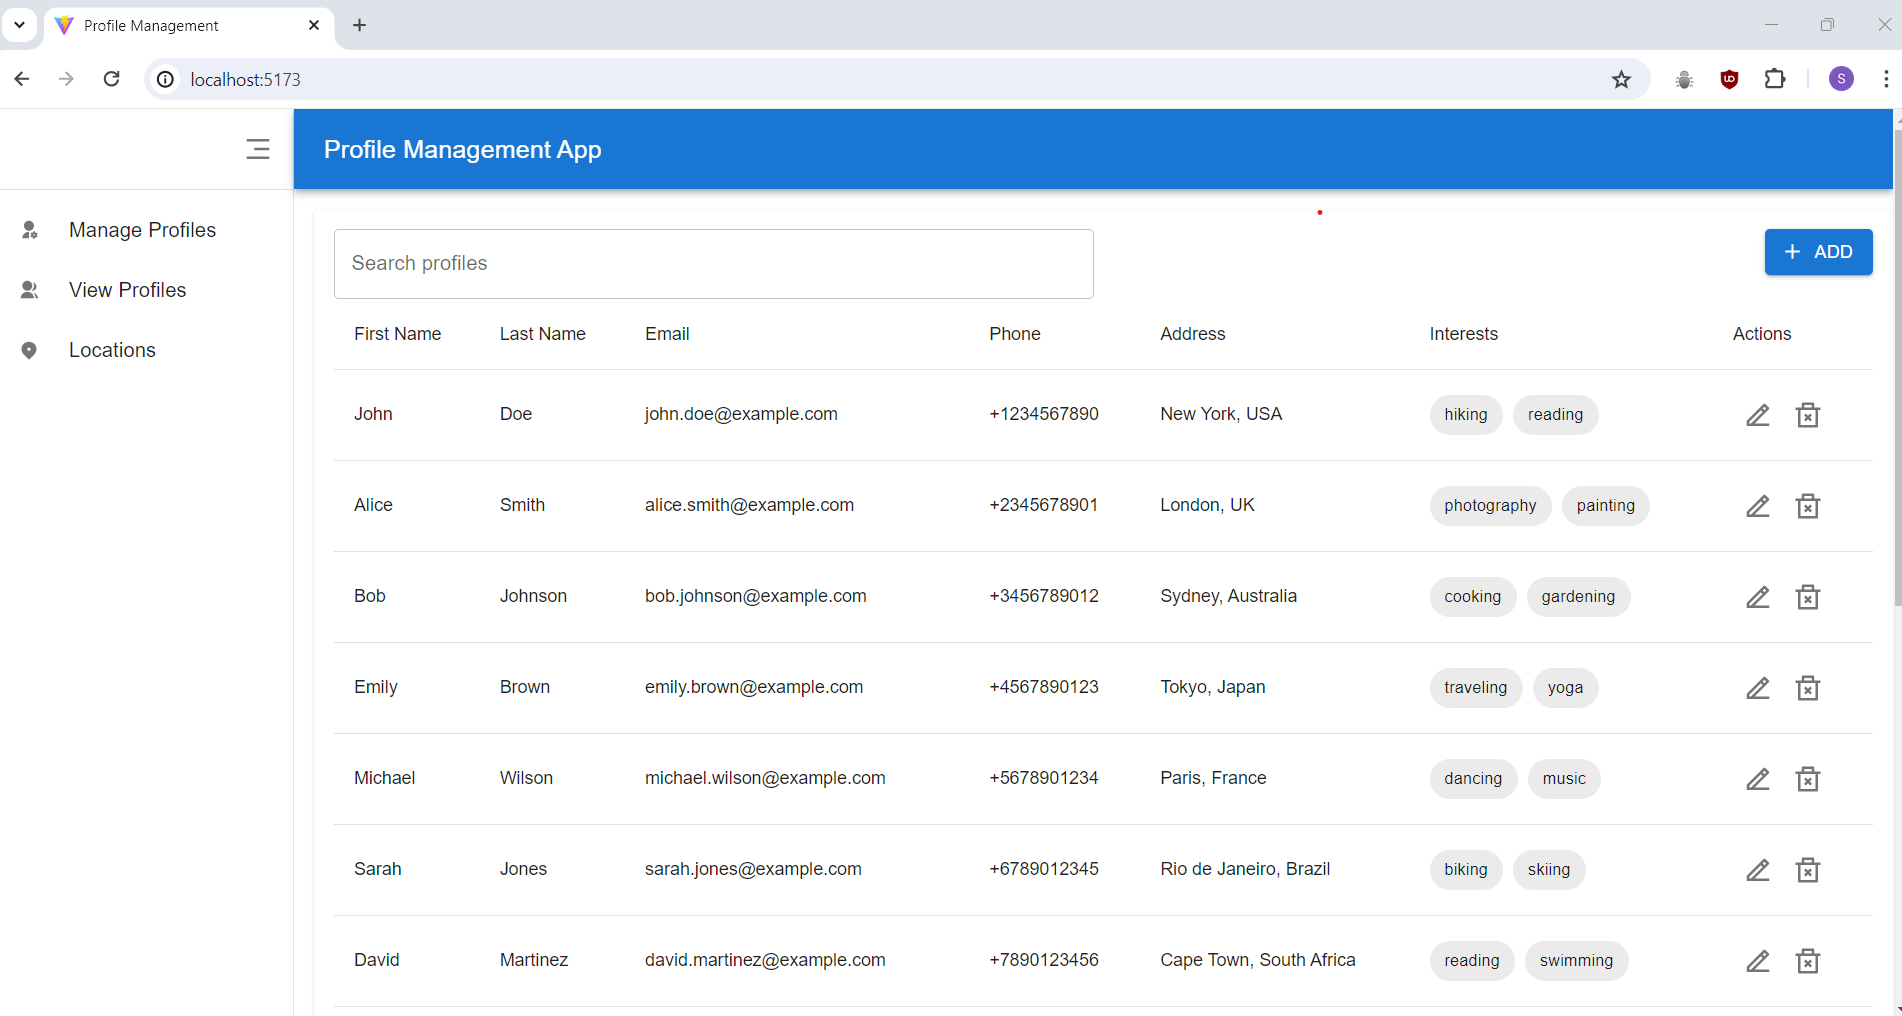 Profile Management
localhost:5173
S
Profile Management App
Manage Profiles
View Profiles
Locations
Search profiles
ADD
First Name Last Name Email Phone Address Interests Actions
John Doe john.doe@example.com +1234567890 New York, USA hiking reading
Alice Smith alice.smith@example.com +2345678901 London, UK photography painting
Bob Johnson bob.johnson@example.com +3456789012 Sydney, Australia cooking gardening
Emily Brown emily.brown@example.com +4567890123 Tokyo, Japan traveling yoga
Michael Wilson michael.wilson@example.com +5678901234 Paris, France dancing music
Sarah Jones sarah.jones@example.com +6789012345 Rio de Janeiro, Brazil biking skiing
David Martinez david.martinez@example.com +7890123456 Cape Town, South Africa reading swimming